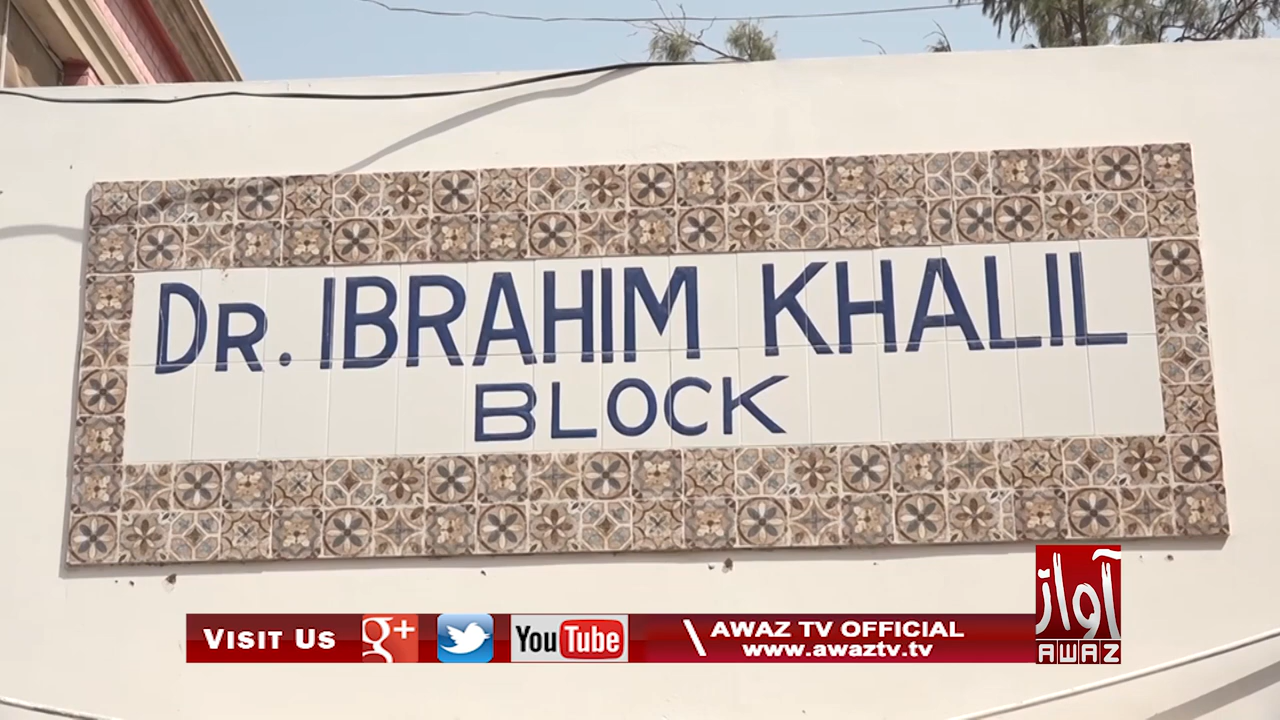 DR. IBRAHIM KHALIL
BLOCK
VISIT US g+ YouTube AWAZ TV OFFICIAL
www.awaztv.tv
آواز
AWAZ